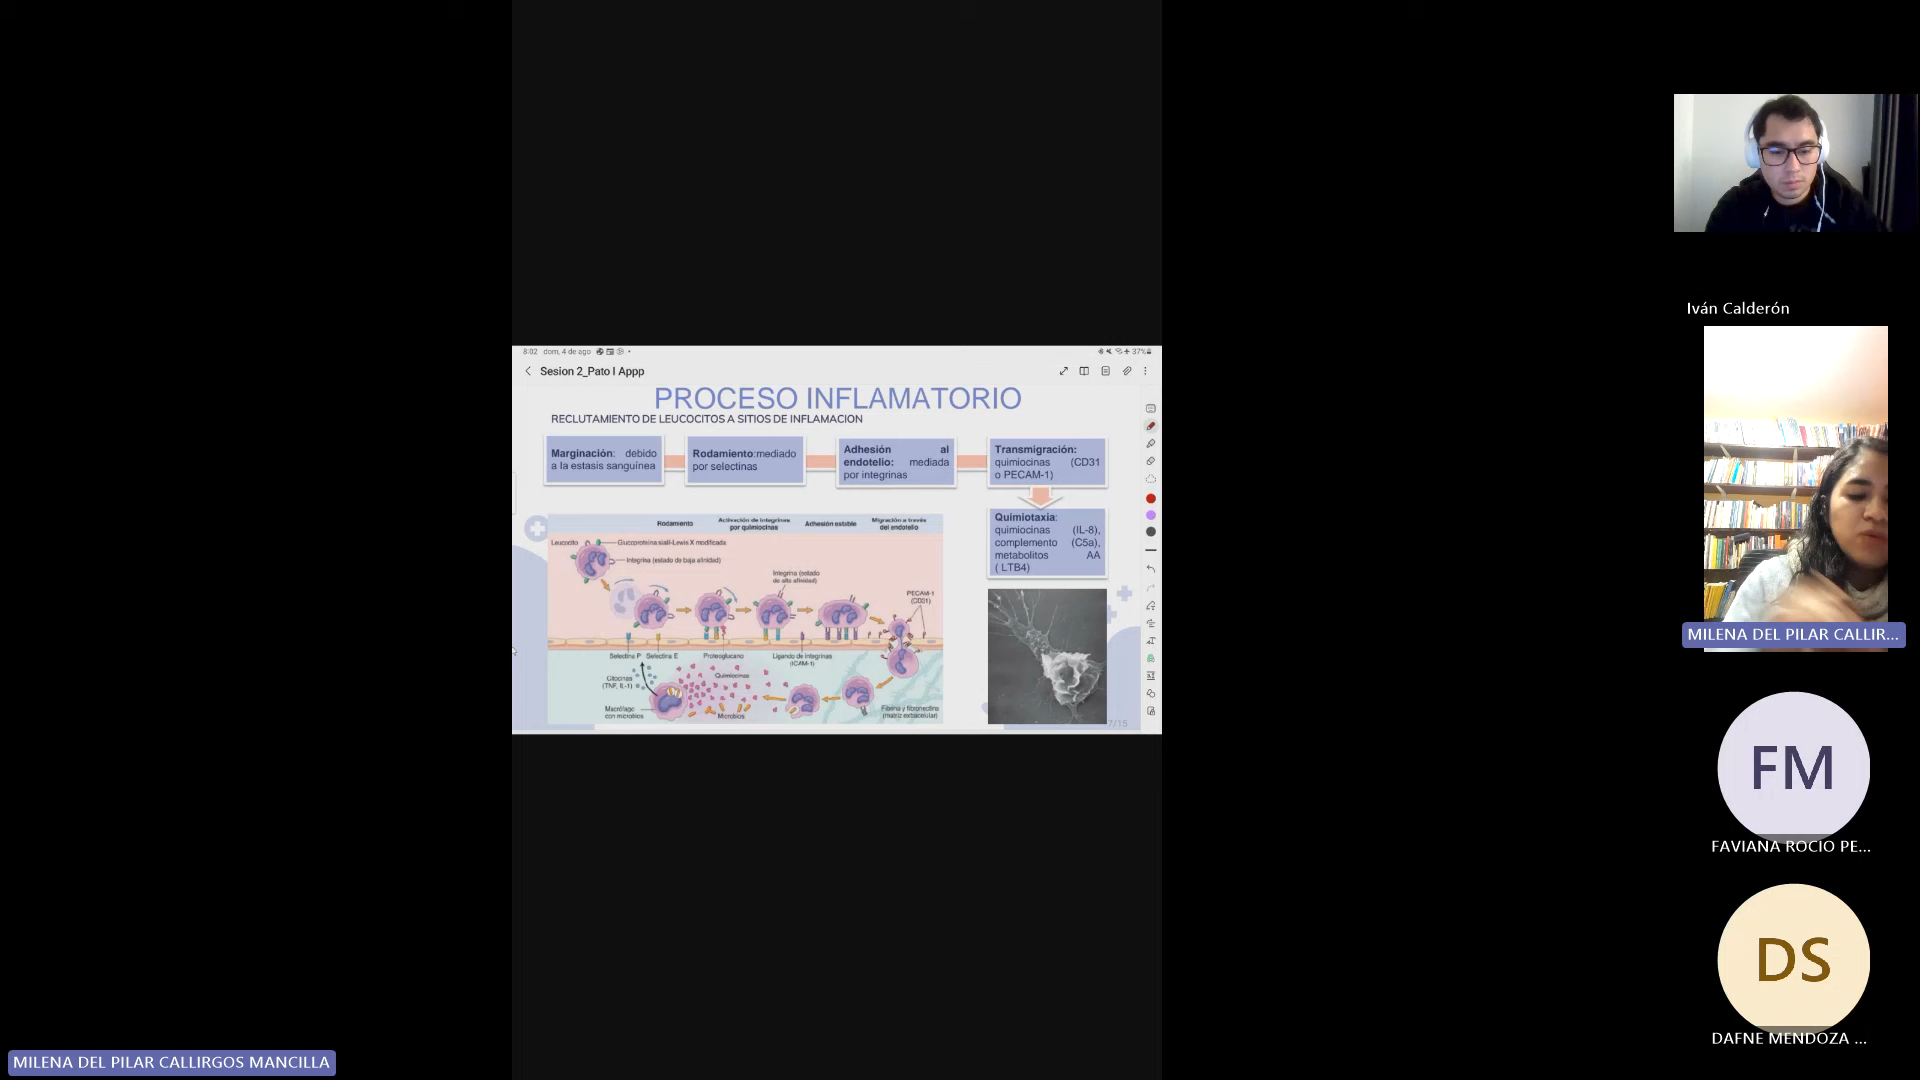 8:02 dom, 4 de ago
37%
Sesion 2_Pato I Appp
PROCESO INFLAMATORIO
RECLUTAMIENTO DE LEUCOCITOS A SITIOS DE INFLAMACION
Marginación: debido
a la estasis sanguínea
Rodamiento:mediado
por selectinas
Adhesión al
endotelio: mediada
por integrinas
Transmigración:
quimiocinas (CD31
o PECAM-1)
Quimiotaxia:
quimiocinas (IL-8),
complemento (C5a),
metabolitos AA
( LTB4)
Rodamiento
Activación de integrinas
por quimiocinas
Adhesión estable
Migración a través
del endotelio
Leucocito
Glucoproteína sialil-Lewis X modificada
Integrina (estado de baja afinidad)
Integrina (estado
de alta afinidad)
PECAM-1
(CD31)
Selectina P
Selectina E
Proteoglucano
Ligando de integrinas
(ICAM-1)
Citocinas
(TNF, IL-1)
Quimiocinas
Macrófago
con microbios
Microbios
Fibrina y fibronectina
(matriz extracelular)
7/15
Iván Calderón
MILENA DEL PILAR CALLIR...
FM
FAVIANA ROCIO PE...
DS
DAFNE MENDOZA ...
MILENA DEL PILAR CALLIRGOS MANCILLA